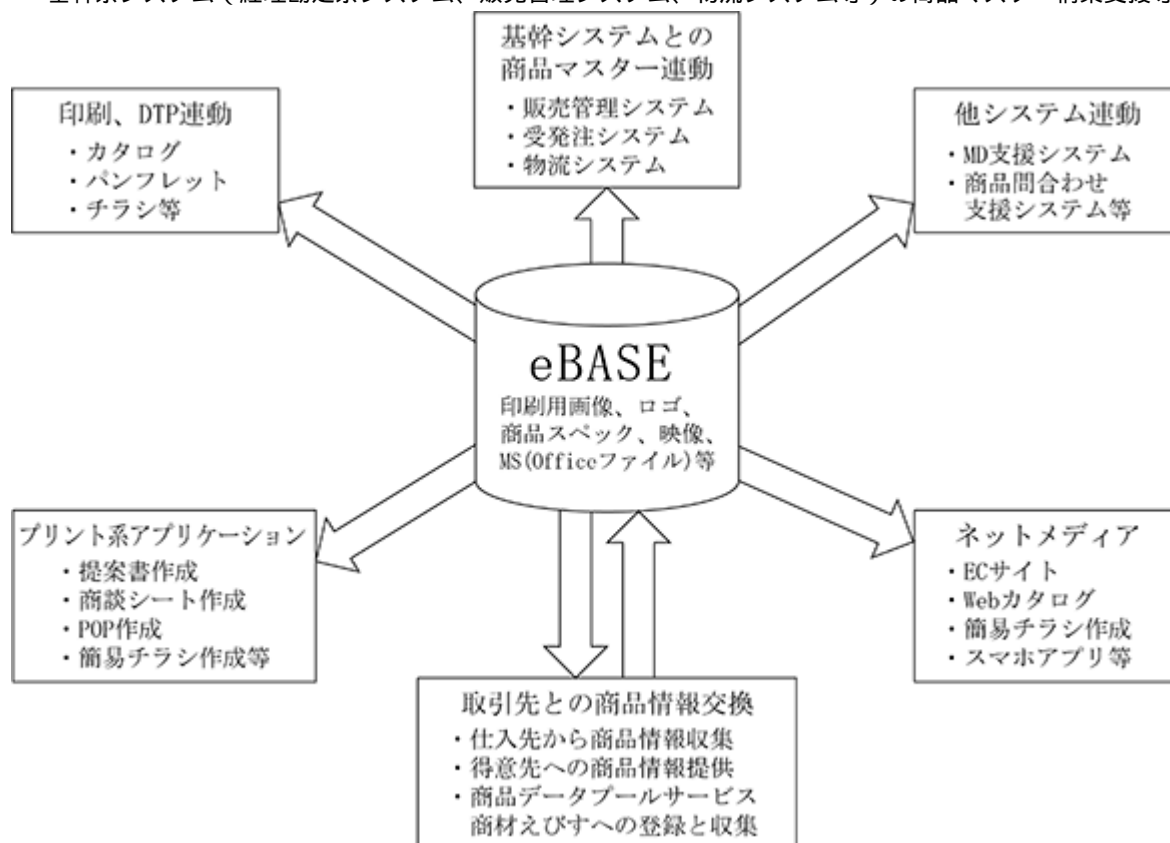 基幹システムとの
商品マスター連動
・販売管理システム
・受発注システム
・物流システム
印刷、DTP連動
・カタログ
・パンフレット
・チラシ等
他システム連動
・MD支援システム
・商品問合わせ
支援システム等
eBASE
印刷用画像、ロゴ、
商品スペック、映像、
MS(Officeファイル)等
プリント系アプリケーション
・提案書作成
・商談シート作成
・POP作成
・簡易チラシ作成等
ネットメディア
・ECサイト
・Webカタログ
・簡易チラシ作成
・スマホアプリ等
取引先との商品情報交換
・仕入先から商品情報収集
・得意先への商品情報提供
・商品データプールサービス
商材えびすへの登録と収集